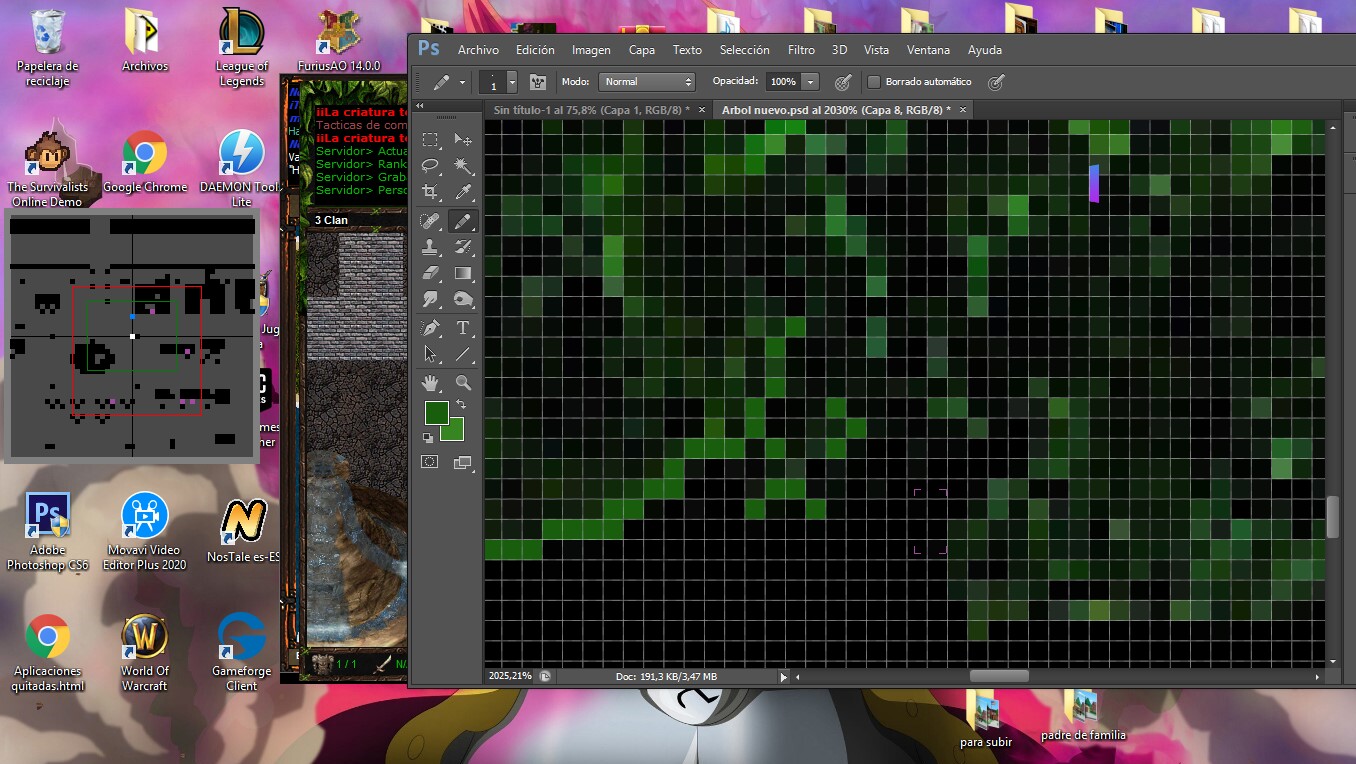 Papelera de
reciclaje
Archivos
League of
Legends
FuriusAO 14.0.0
The Survivalists
Online Demo
Google Chrome
DAEMON Tools
Lite
Adobe
Photoshop CS6
Movavi Video
Editor Plus 2020
NosTale es-ES
Aplicaciones
quitadas.html
World Of
Warcraft
Gameforge
Client
¡¡La criatura te
Tacticas de com
¡¡La criatura te
Servidor> Actua
Servidor> Rank
Servidor> Grab
Servidor> Perso
3 Clan
1 / 1
N/
Ps
Archivo Edición Imagen Capa Texto Selección Filtro 3D Vista Ventana Ayuda
1
Modo: Normal Opacidad: 100% Borrado automático
Sin título-1 al 75,8% (Capa 1, RGB/8) * × Arbol nuevo.psd al 2030% (Capa 8, RGB/8) * ×
2025,21% Doc: 191,3 KB/3,47 MB
para subir
padre de familia